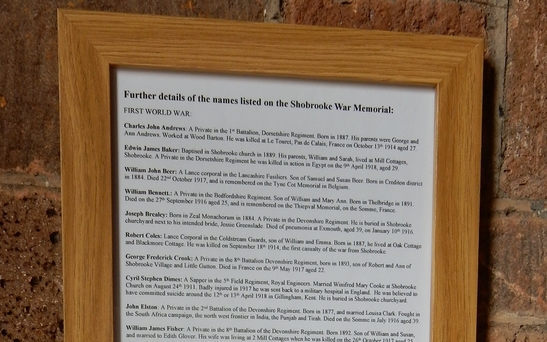 Further details of the names listed on the Shobrooke War Memorial:
FIRST WORLD WAR:
Charles John Andrews: A Private in the 1st Battalion, Dorsetshire Regiment. Born in 1887. His parents were George and
Ann Andrews. Worked at Wood Barton. He was killed at Le Touret, Pas de Calais, France on October 13th 1914 aged 27.
Edwin James Baker: Baptised in Shobrooke church in 1889. His parents, William and Sarah, lived at Mill Cottages,
Shobrooke. A Private in the Dorsetshire Regiment he was killed in action in Egypt on the 9th April 1918, aged 29.
William John Beer: A Lance corporal in the Lancashire Fusiliers. Son of Samuel and Susan Beer. Born in Crediton district
in 1884. Died 22nd October 1917, and is remembered on the Tyne Cot Memorial in Belgium.
William Bennett,: A Private in the Bedfordshire Regiment. Son of William and Mary Ann. Born in Thelbridge in 1891.
Died on the 27th September 1916 aged 25, and is remembered on the Thiepval Memorial, on the Somme, France.
Joseph Brealey: Born in Zeal Monachorum in 1884. A Private in the Devonshire Regiment. He is buried in Shobrooke
churchyard next to his intended bride, Jessie Greenslade. Died of pneumonia at Exmouth, aged 39, on January 10th 1916.
Robert Coles: Lance Corporal in the Coldstream Guards, son of William and Emma. Born in 1887, he lived at Oak Cottage
and Blackmore Cottage. He was killed on September 18th 1914, the first casualty of the war from Shobrooke.
George Frederick Crook: A Private in the 8th Battalion Devonshire Regiment, born in 1893, son of Robert and Ann of
Shobrooke Village and Little Gutton. Died in France on the 9th May 1917 aged 22.
Cyril Stephen Dimes: A Sapper in the 5th Field Regiment, Royal Engineers. Married Winifred Mary Cooke at Shobrooke
Church on August 24th 1911. Badly injured in 1917 he was sent back to a military hospital in England. He was believed to
have committed suicide around the 12th or 13th April 1918 in Gillingham, Kent. He is buried in Shobrooke churchyard.
John Elston: A Private in the 2nd Battalion of the Devonshire Regiment. Born in 1877, and married Louisa Clark. Fought in
the South Africa campaign, the north west frontier in India, the Punjab and Tirah. Died on the Somme in July 1916 aged 39.
William James Fisher: A Private in the 8th Battalion of the Devonshire Regiment. Born 1892. Son of William and Susan,
and married to Edith Glover. His wife was living at 2 Mill Cottages when he was killed on the 26th October 1917 aged 25